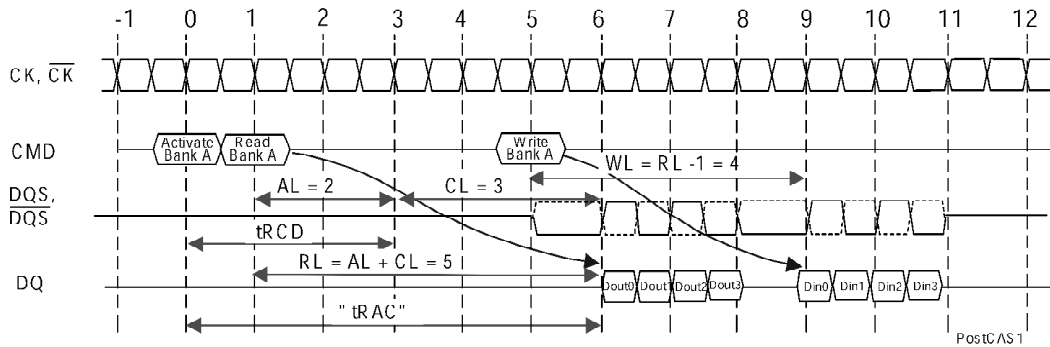 -1 0 1 2 3 4 5 6 7 8 9 10 11 12
CK, CK
CMD
Activate Bank A
Read Bank A
Write Bank A
WL = RL -1 = 4
AL = 2
CL = 3
DQS,
DQS
tRCD
RL = AL + CL = 5
DQ
Dout0 Dout1 Dout2 Dout3
Din0 Din1 Din2 Din3
" tRAC"
PostCAS1